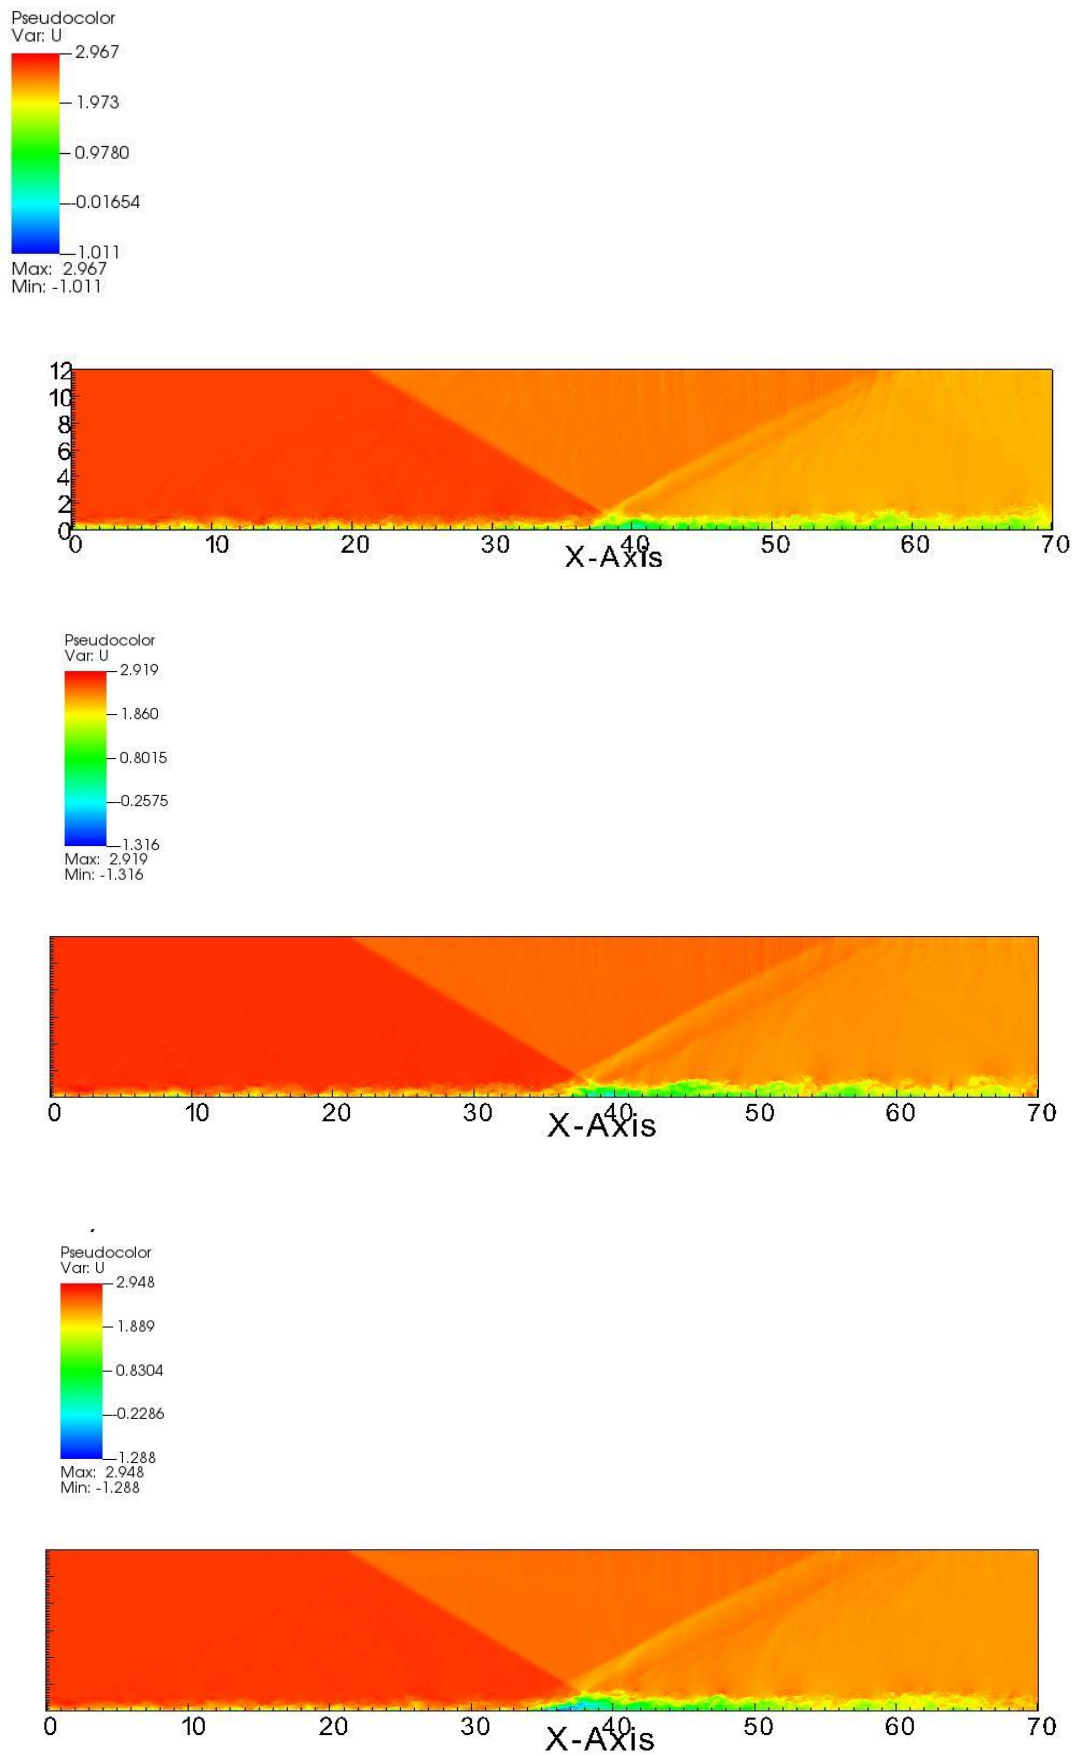 Pseudocolor
Var: U
2.967
1.973
0.9780
-0.01654
-1.011
Max: 2.967
Min: -1.011
12
10
8
6
4
2
0
0 10 20 30 40 50 60 70
X-Axis
Pseudocolor
Var: U
2.919
1.860
0.8015
-0.2575
-1.316
Max: 2.919
Min: -1.316
0 10 20 30 40 50 60 70
X-Axis
Pseudocolor
Var: U
2.948
1.889
0.8304
-0.2286
-1.288
Max: 2.948
Min: -1.288
0 10 20 30 40 50 60 70
X-Axis